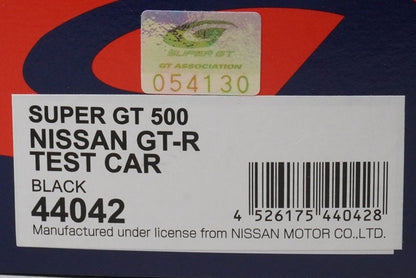 SUPER GT
GT ASSOCIATION
054130
SUPER GT 500
NISSAN GT-R
TEST CAR
BLACK
44042
4 526175 440428
Manufactured under license from NISSAN MOTOR CO.,LTD.